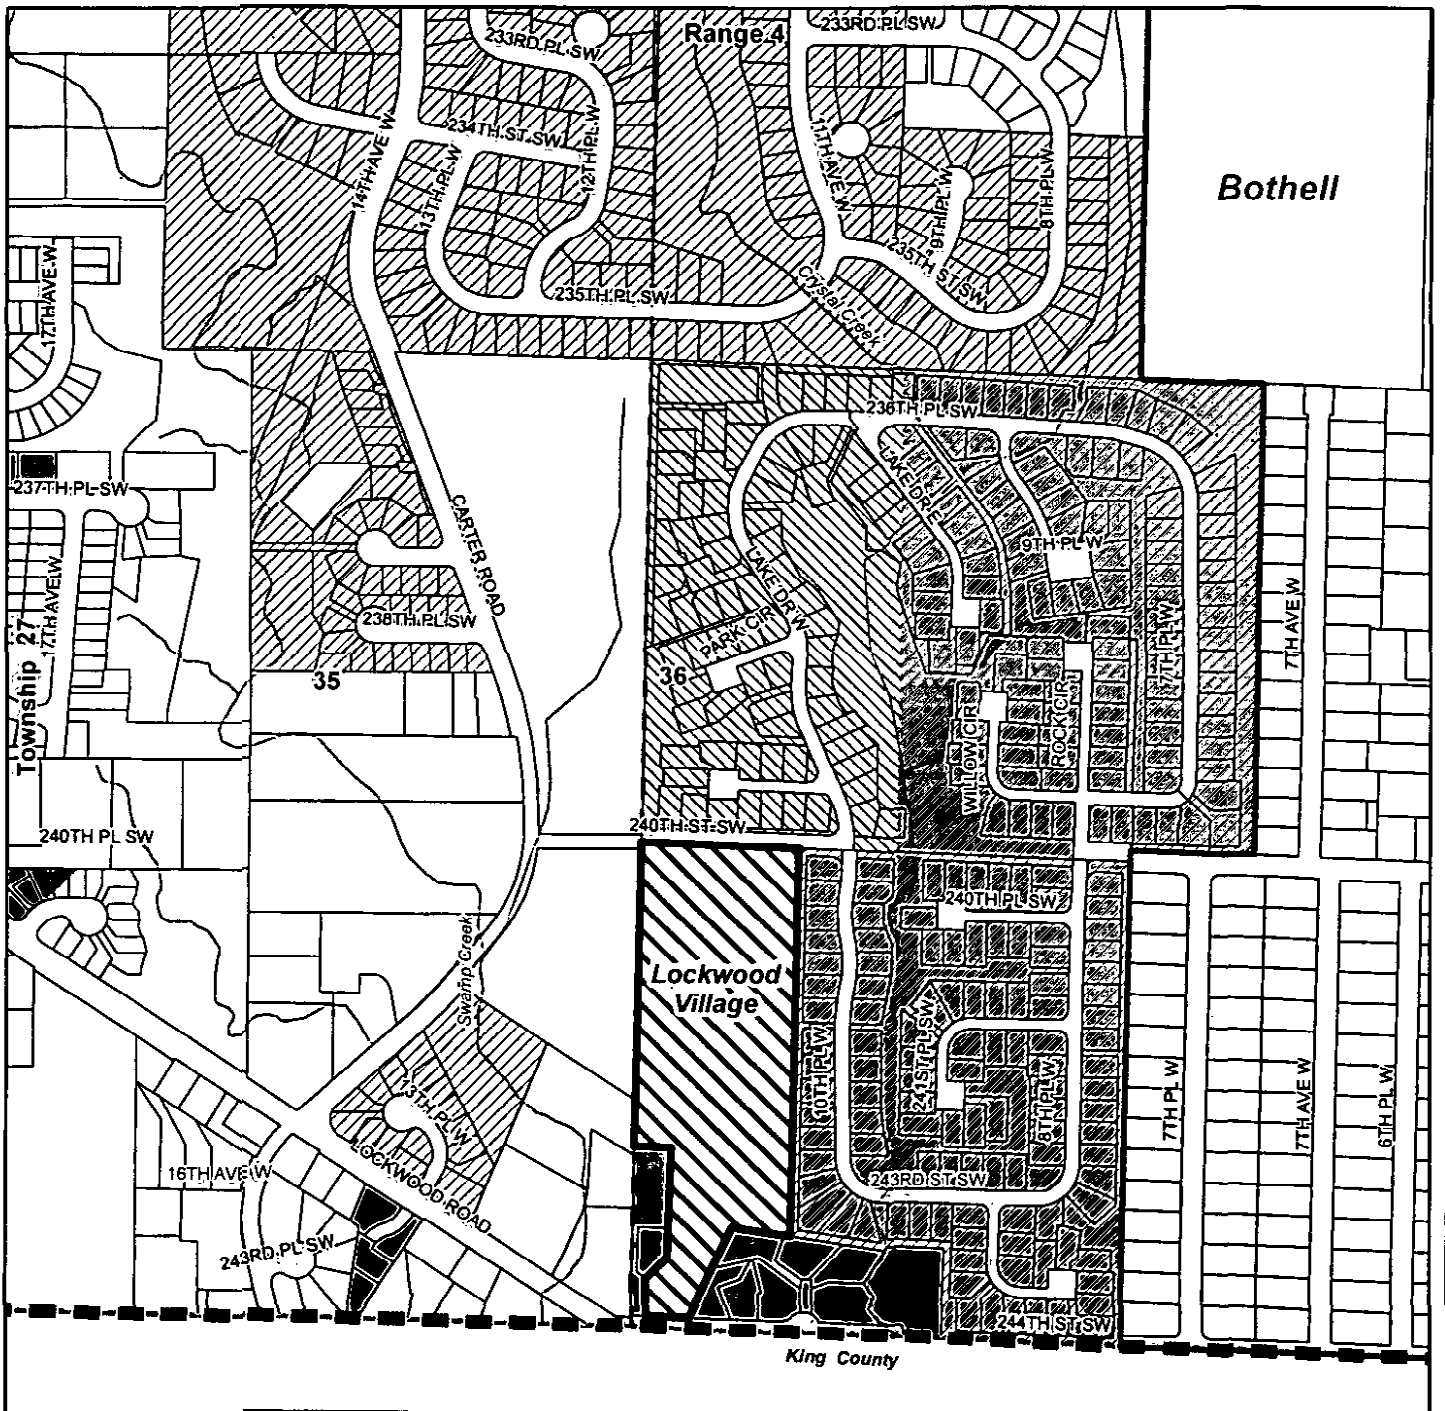 233RD PL SW
Range 4
233RD PL SW
14TH AVE W
234TH ST SW
13TH PL W
12TH PL W
11TH AVE W
9TH PL W
8TH PL W
Bothell
17TH AVE W
235TH PL SW
235TH ST SW
Crystal Creek
236TH PL SW
LAKE DR E
237TH PL SW
CARTER ROAD
9TH PL W
17TH AVE W
Township 27
238TH PL SW
LAKE DR W
PARK CIR
7TH PL W
7TH AVE W
35
36
WILLOW CIR
ROCK CIR
240TH PL SW
240TH ST SW
240TH PL SW
Swamp Creek
Lockwood
Village
10TH PL W
241ST PL SW
8TH PL W
7TH PL W
7TH AVE W
6TH PL W
13TH PL W
16TH AVE W
LOCKWOOD ROAD
243RD ST SW
243RD PL SW
244TH ST SW
King County